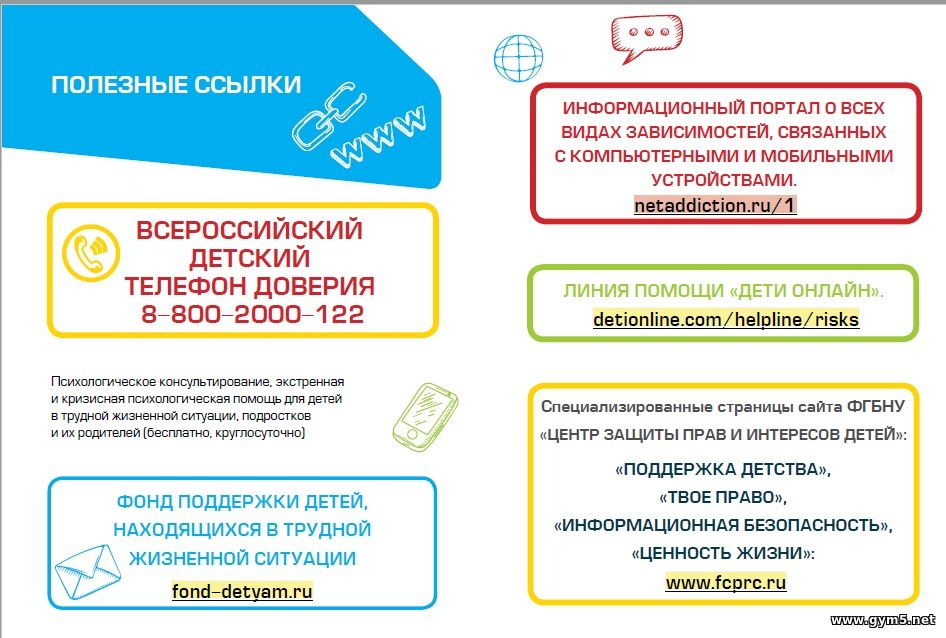 ПОЛЕЗНЫЕ ССЫЛКИ
www
ВСЕРОССИЙСКИЙ
ДЕТСКИЙ
ТЕЛЕФОН ДОВЕРИЯ
8-800-2000-122
Психологическое консультирование, экстренная
и кризисная психологическая помощь для детей
в трудной жизненной ситуации, подростков
и их родителей (бесплатно, круглосуточно)
ФОНД ПОДДЕРЖКИ ДЕТЕЙ,
НАХОДЯЩИХСЯ В ТРУДНОЙ
ЖИЗНЕННОЙ СИТУАЦИИ
fond-detyam.ru
ИНФОРМАЦИОННЫЙ ПОРТАЛ О ВСЕХ
ВИДАХ ЗАВИСИМОСТЕЙ, СВЯЗАННЫХ
С КОМПЬЮТЕРНЫМИ И МОБИЛЬНЫМИ
УСТРОЙСТВАМИ.
netaddiction.ru/1
ЛИНИЯ ПОМОЩИ «ДЕТИ ОНЛАЙН».
detionline.com/helpline/risks
Специализированные страницы сайта ФГБНУ
«ЦЕНТР ЗАЩИТЫ ПРАВ И ИНТЕРЕСОВ ДЕТЕЙ»:
«ПОДДЕРЖКА ДЕТСТВА»,
«ТВОЕ ПРАВО»,
«ИНФОРМАЦИОННАЯ БЕЗОПАСНОСТЬ»,
«ЦЕННОСТЬ ЖИЗНИ»:
www.fcprc.ru
www.gym5.net